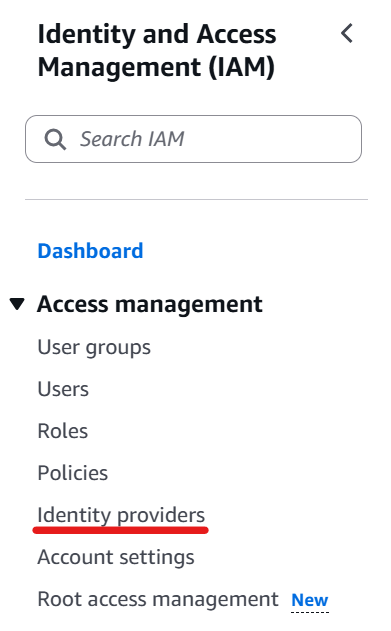 Identity and Access
Management (IAM)
Search IAM
Dashboard
Access management
User groups
Users
Roles
Policies
Identity providers
Account settings
Root access management New